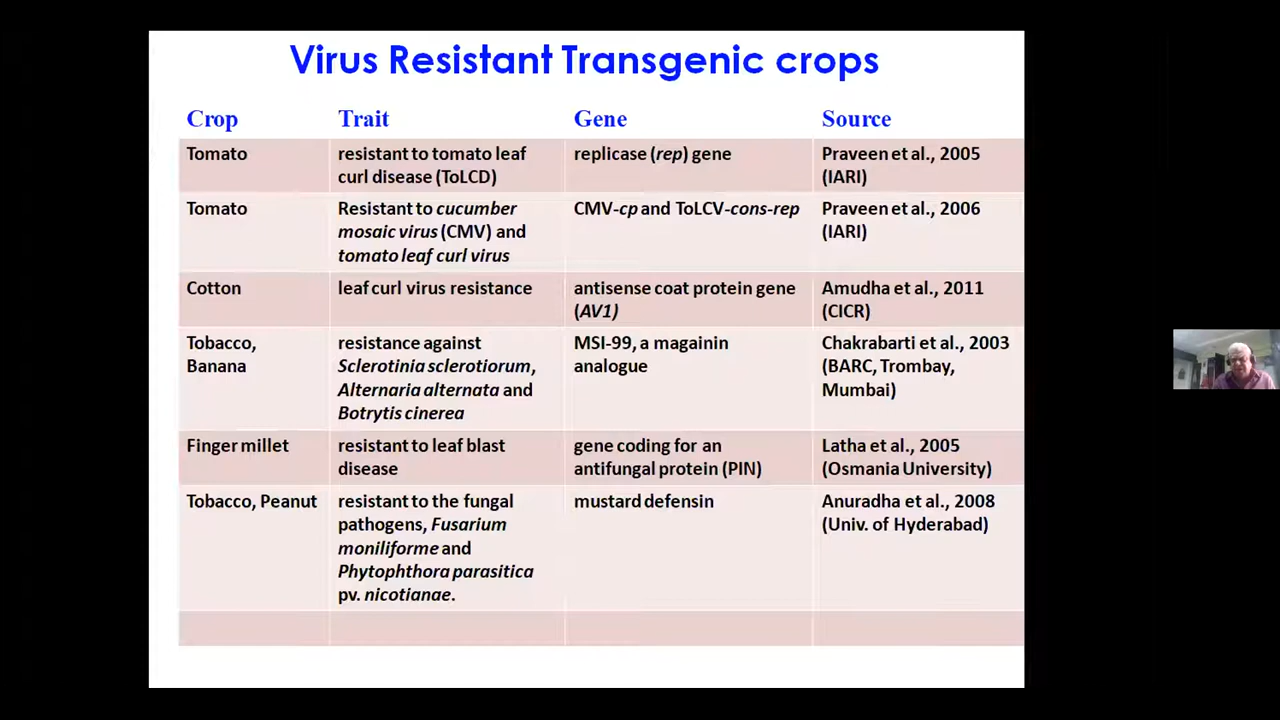 Virus Resistant Transgenic crops
Crop Trait Gene Source
Tomato
resistant to tomato leaf
curl disease (ToLCD)
replicase (rep) gene
Praveen et al., 2005
(IARI)
Tomato
Resistant to cucumber
mosaic virus (CMV) and
tomato leaf curl virus
CMV-cp and ToLCV-cons-rep
Praveen et al., 2006
(IARI)
Cotton
leaf curl virus resistance
antisense coat protein gene
(AV1)
Amudha et al., 2011
(CICR)
Tobacco,
Banana
resistance against
Sclerotinia sclerotiorum,
Alternaria alternata and
Botrytis cinerea
MSI-99, a magainin
analogue
Chakrabarti et al., 2003
(BARC, Trombay,
Mumbai)
Finger millet
resistant to leaf blast
disease
gene coding for an
antifungal protein (PIN)
Latha et al., 2005
(Osmania University)
Tobacco, Peanut
resistant to the fungal
pathogens, Fusarium
moniliforme and
Phytophthora parasitica
pv. nicotianae.
mustard defensin
Anuradha et al., 2008
(Univ. of Hyderabad)